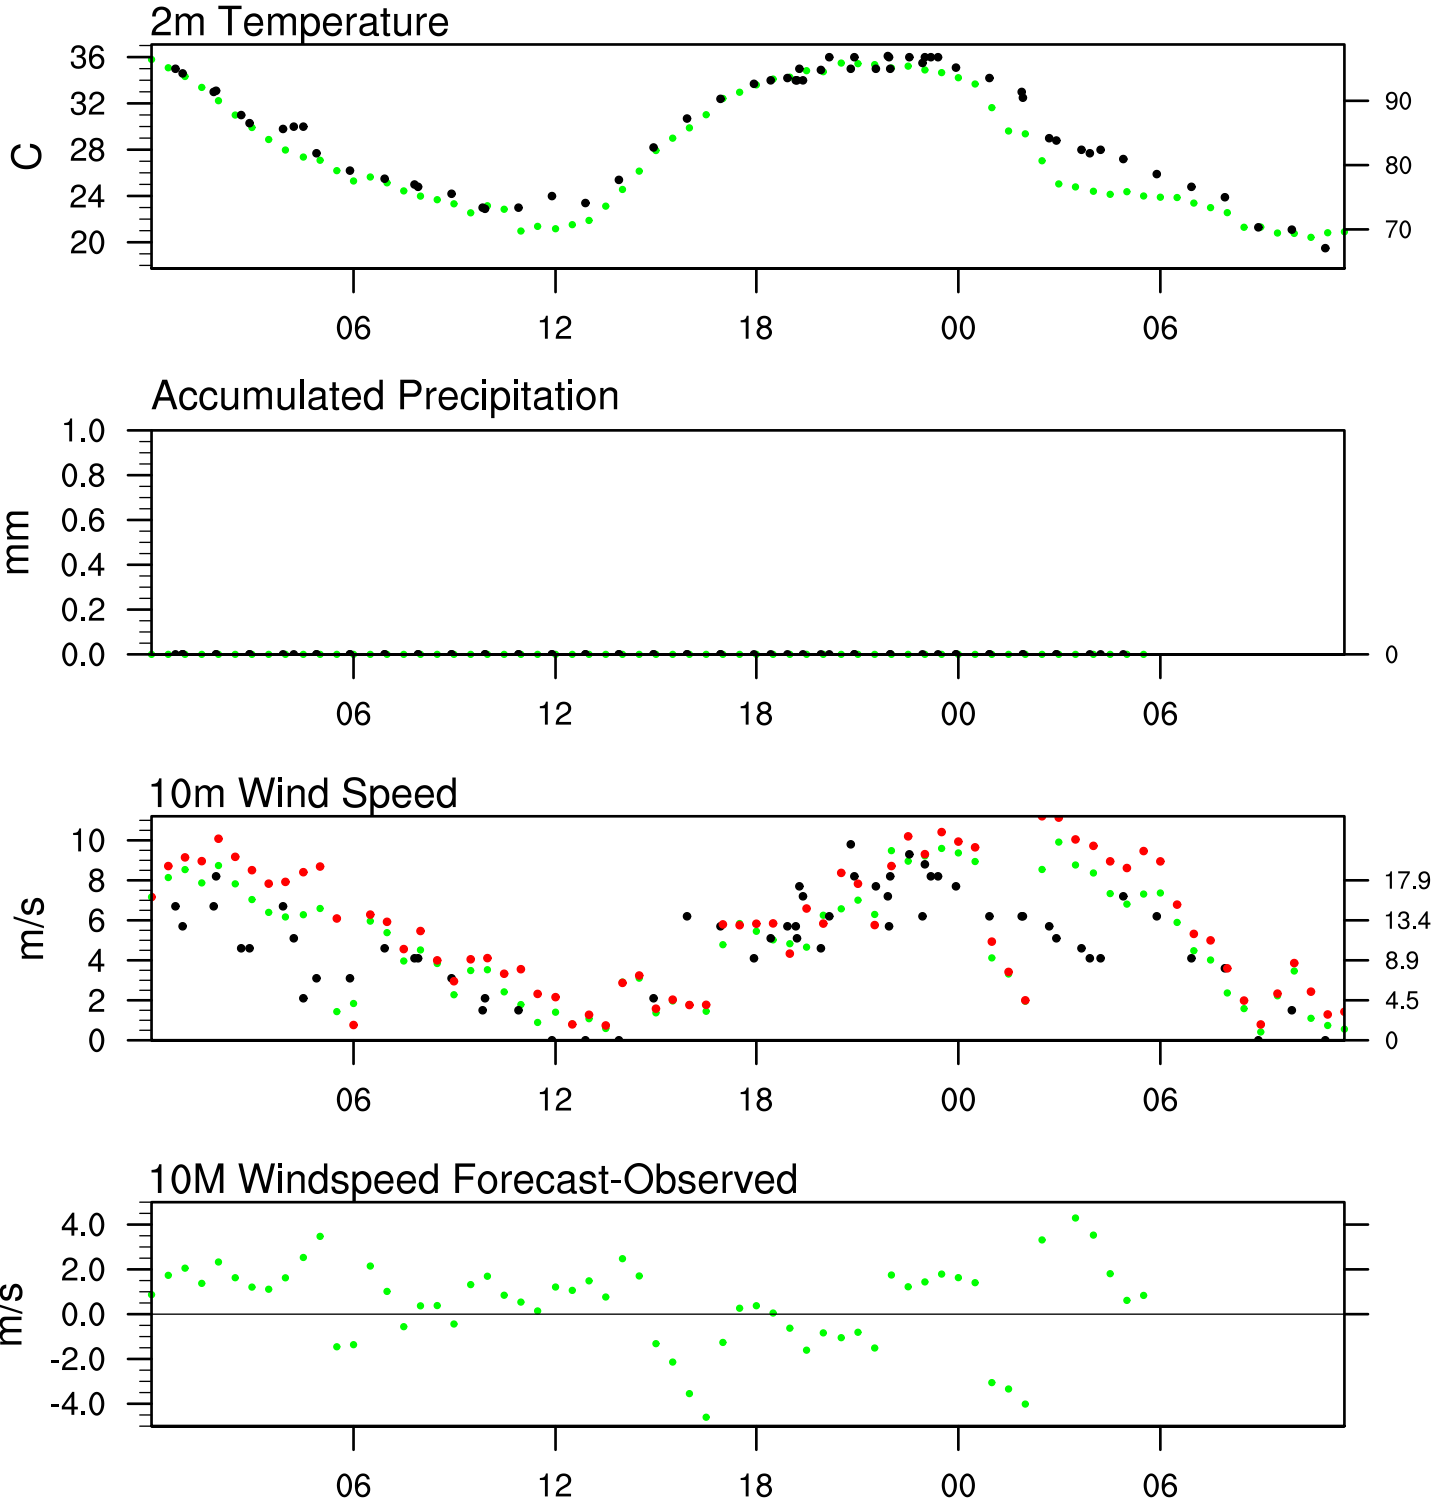 2m Temperature
36
32
28
24
20
C
90
80
70
06 12 18 00 06
Accumulated Precipitation
1.0
0.8
0.6
0.4
0.2
0.0
mm
0
06 12 18 00 06
10m Wind Speed
10
8
6
4
2
0
m/s
17.9
13.4
8.9
4.5
0
06 12 18 00 06
10M Windspeed Forecast-Observed
4.0
2.0
0.0
-2.0
-4.0
m/s
06 12 18 00 06